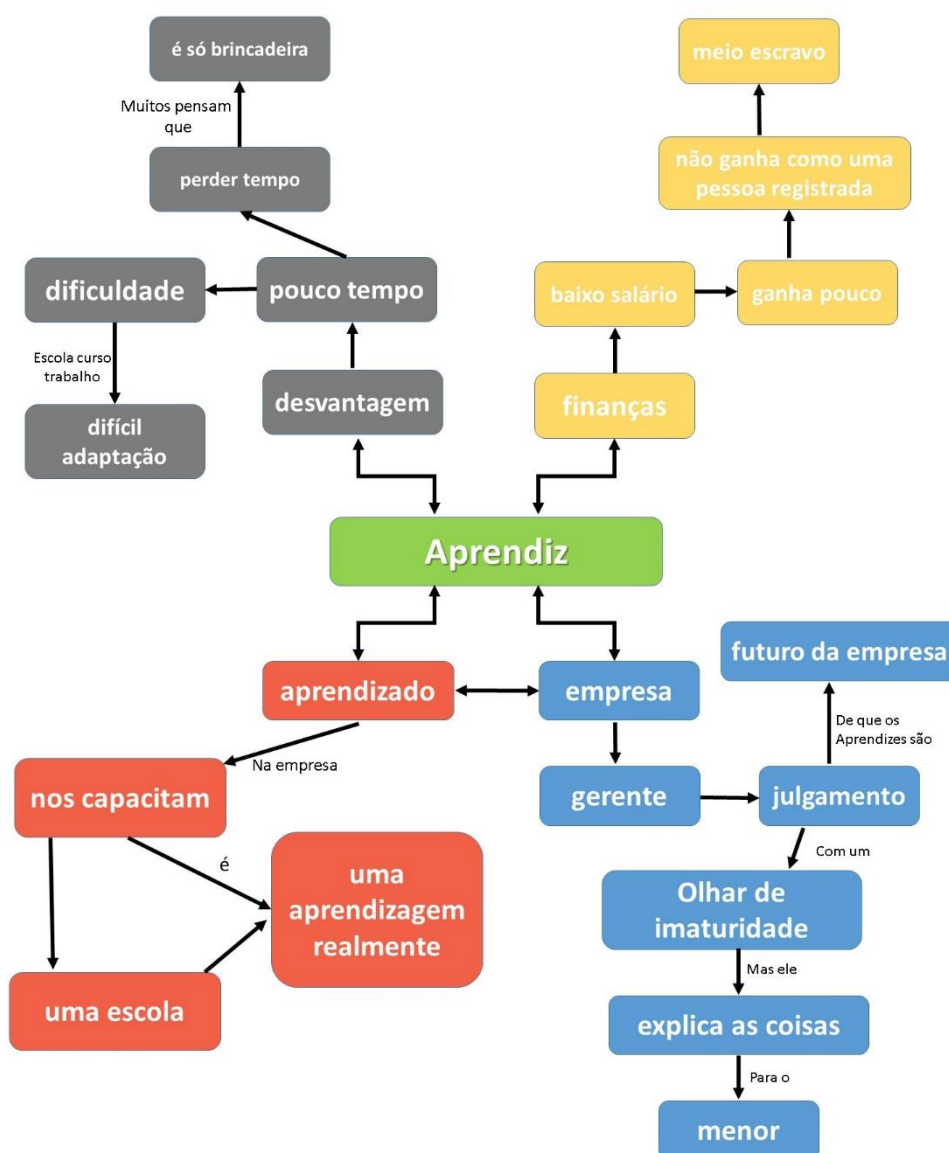 é só brincadeira
Muitos pensam
que
perder tempo
dificuldade
pouco tempo
Escola curso
trabalho
desvantagem
difícil
adaptação
meio escravo
não ganha como uma
pessoa registrada
baixo salário
ganha pouco
finanças
Aprendiz
aprendizado
Na empresa
nos capacitam
é
uma
aprendizagem
realmente
uma escola
empresa
futuro da empresa
De que os
Aprendizes são
gerente
julgamento
Com um
Olhar de
imaturidade
Mas ele
explica as coisas
Para o
menor